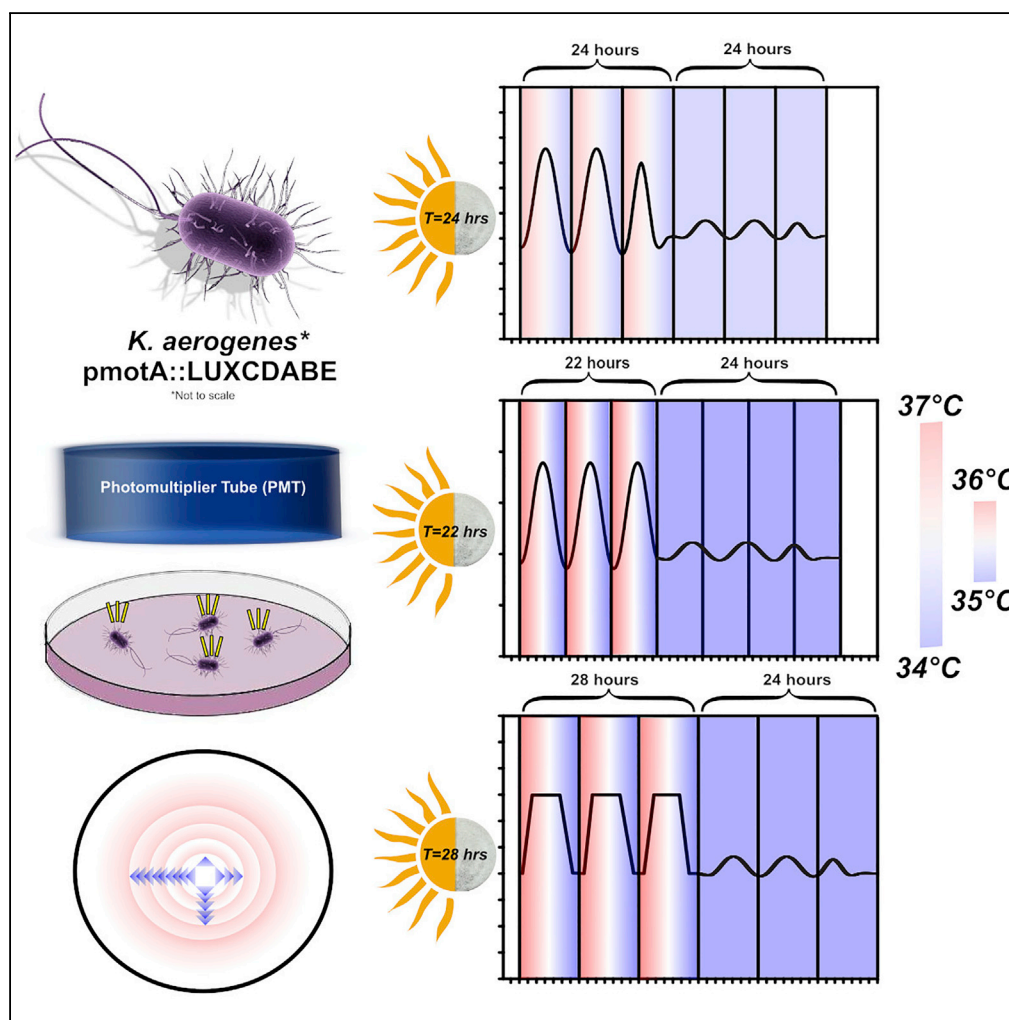 K. aerogenes*
pmotA::LUXCDABE
*Not to scale
Photomultiplier Tube (PMT)
24 hours
24 hours
T=24 hrs
22 hours
24 hours
T=22 hrs
28 hours
24 hours
T=28 hrs
37°C
36°C
35°C
34°C